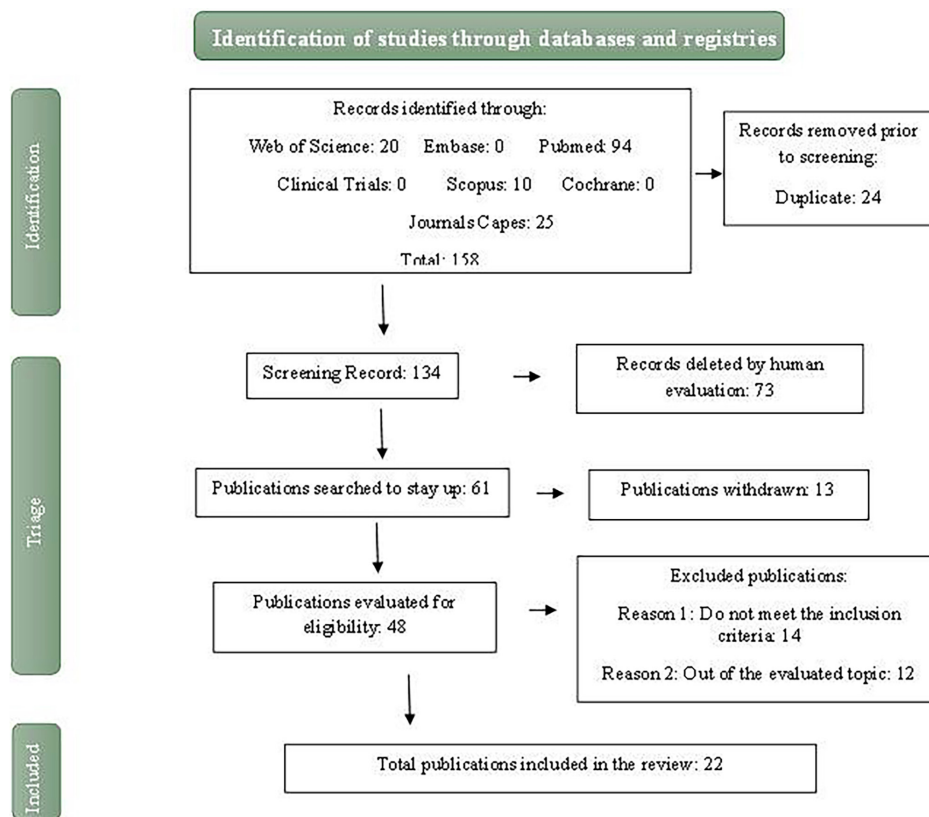 Identification of studies through databases and registries
Identification
Records identified through:
Web of Science: 20 Embase: 0 Pubmed: 94
Clinical Trials: 0 Scopus: 10 Cochrane: 0
Journals Capes: 25
Total: 158
Records removed prior
to screening:
Duplicate: 24
Triage
Screening Record: 134
Records deleted by human
evaluation: 73
Publications searched to stay up: 61
Publications withdrawn: 13
Publications evaluated for
eligibility: 48
Excluded publications:
Reason 1: Do not meet the inclusion
criteria: 14
Reason 2: Out of the evaluated topic: 12
Included
Total publications included in the review: 22